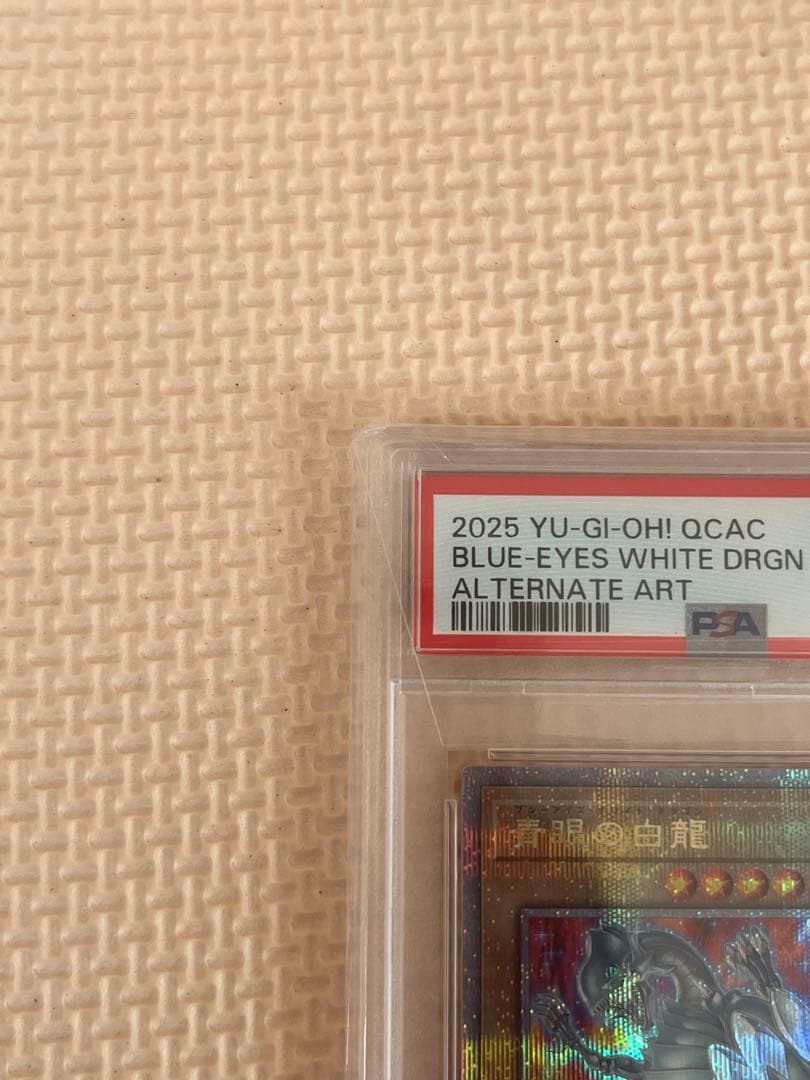 2025 YU-GI-OH! QCAC
BLUE-EYES WHITE DRGN
ALTERNATE ART
PSA
青眼の白龍